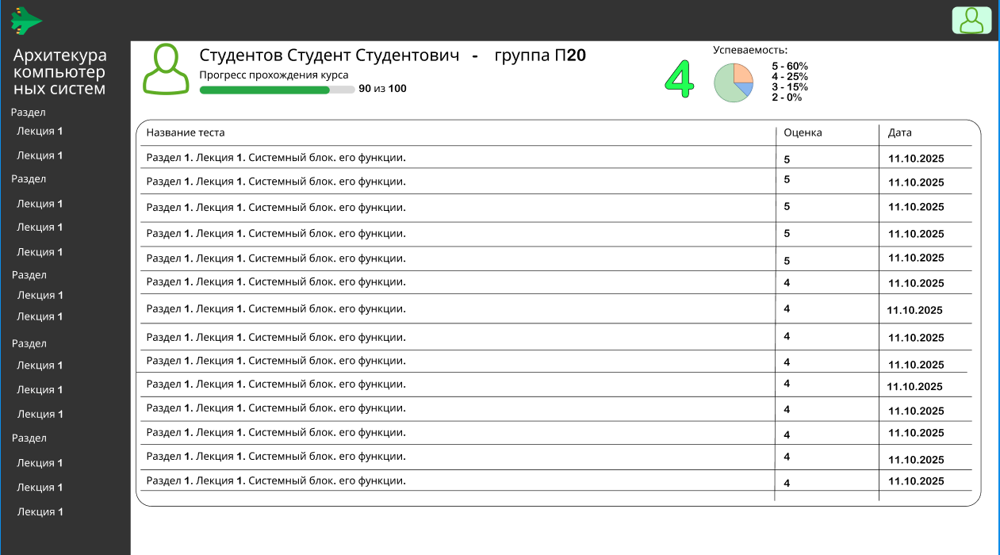 Архитекура
компьютер
ных систем
Раздел
Лекция 1
Лекция 1
Раздел
Лекция 1
Лекция 1
Лекция 1
Раздел
Лекция 1
Лекция 1
Раздел
Лекция 1
Лекция 1
Лекция 1
Раздел
Лекция 1
Лекция 1
Лекция 1
Студентов Студент Студентович - группа П20
Прогресс прохождения курса
90 из 100
4
Успеваемость:
5 - 60%
4 - 25%
3 - 15%
2 - 0%
Название теста Оценка Дата
Раздел 1. Лекция 1. Системный блок. его функции. 5 11.10.2025
Раздел 1. Лекция 1. Системный блок. его функции. 5 11.10.2025
Раздел 1. Лекция 1. Системный блок. его функции. 5 11.10.2025
Раздел 1. Лекция 1. Системный блок. его функции. 5 11.10.2025
Раздел 1. Лекция 1. Системный блок. его функции. 5 11.10.2025
Раздел 1. Лекция 1. Системный блок. его функции. 4 11.10.2025
Раздел 1. Лекция 1. Системный блок. его функции. 4 11.10.2025
Раздел 1. Лекция 1. Системный блок. его функции. 4 11.10.2025
Раздел 1. Лекция 1. Системный блок. его функции. 4 11.10.2025
Раздел 1. Лекция 1. Системный блок. его функции. 4 11.10.2025
Раздел 1. Лекция 1. Системный блок. его функции. 4 11.10.2025
Раздел 1. Лекция 1. Системный блок. его функции. 4 11.10.2025
Раздел 1. Лекция 1. Системный блок. его функции. 4 11.10.2025
Раздел 1. Лекция 1. Системный блок. его функции. 4 11.10.2025